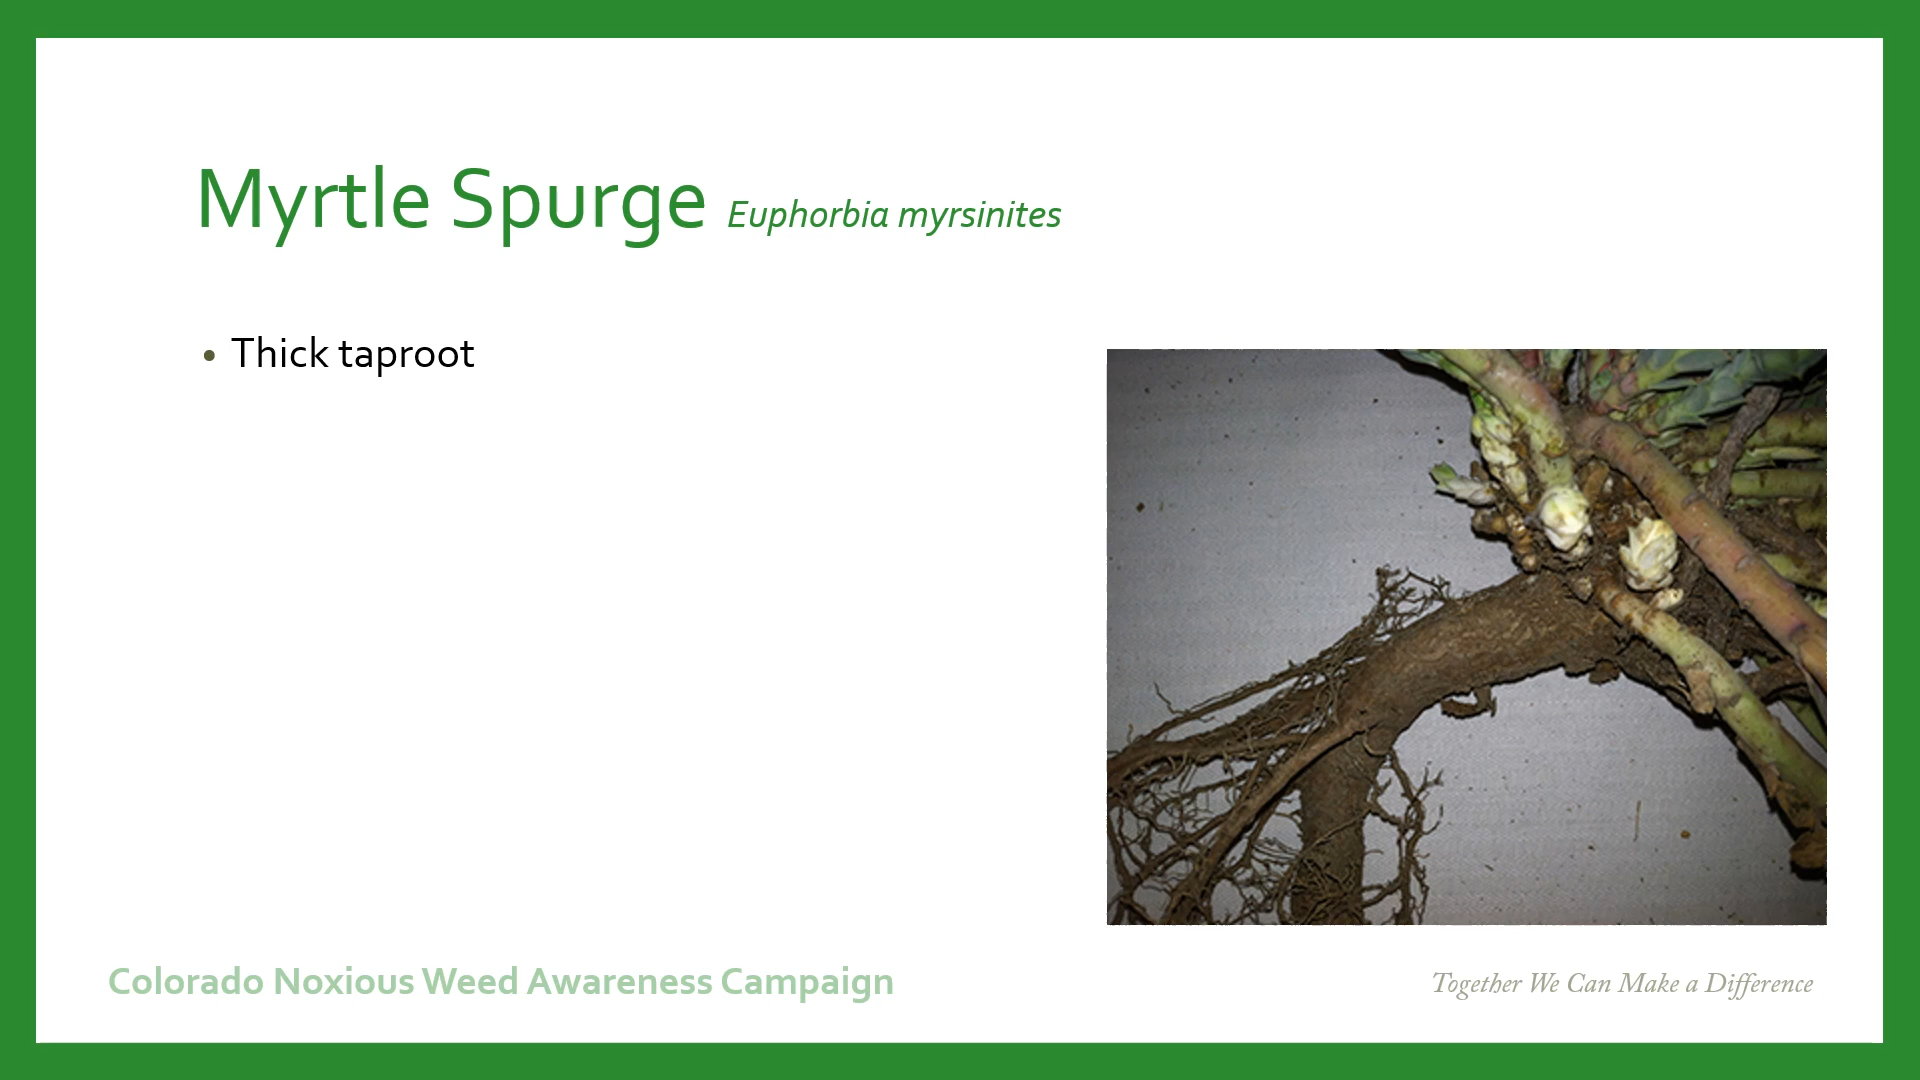 Myrtle Spurge Euphorbia myrsinites
• Thick taproot
Colorado Noxious Weed Awareness Campaign
Together We Can Make a Difference